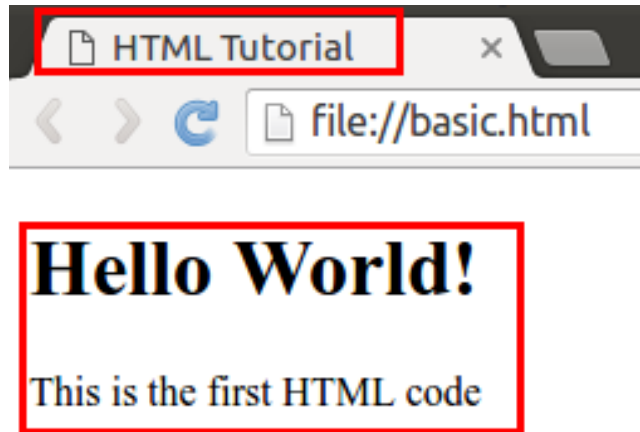 HTML Tutorial
file://basic.html
Hello World!
This is the first HTML code